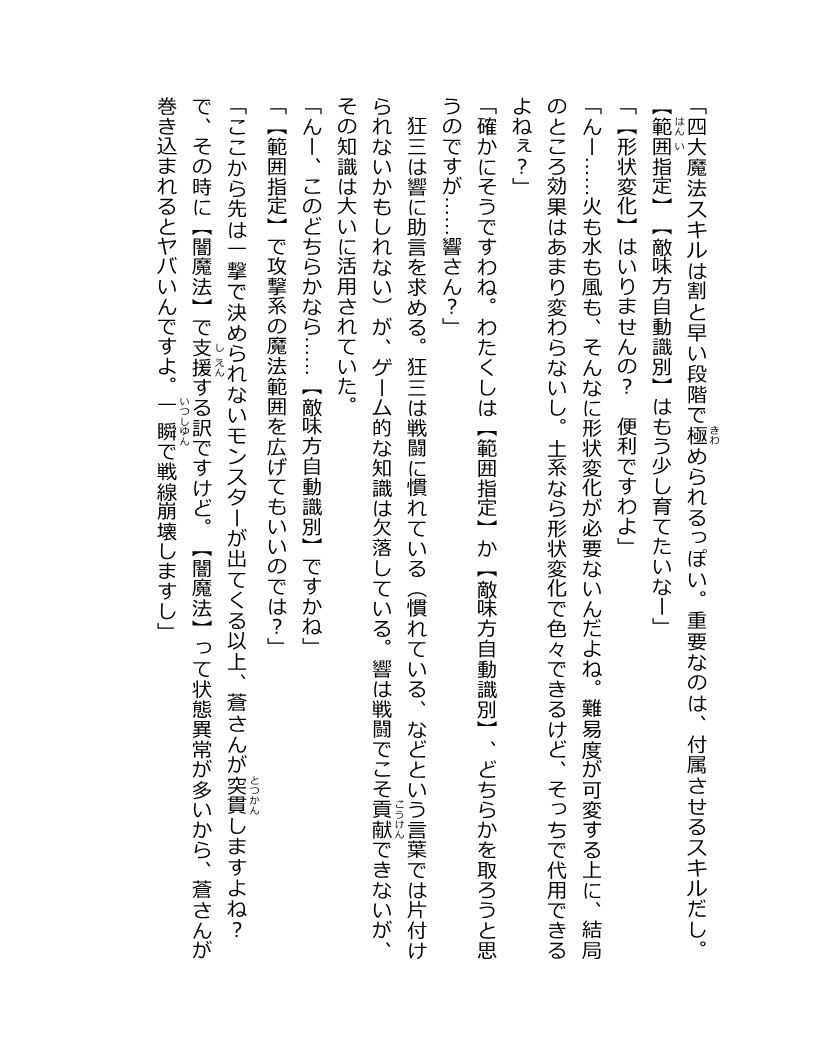 「四大魔法スキルは割と早い段階で極められるっぽい。重要なのは、付属させるスキルだし。
【範囲指定】【敵味方自動識別】はもう少し育てたいなー」
「【形状変化】はいりませんの？　便利ですわよ」
「んー……火も水も風も、そんなに形状変化が必要ないんだよね。難易度が可変する上に、結局
のところ効果はあまり変わらないし。土系なら形状変化で色々できるけど、そっちで代用できる
よねぇ？」
「確かにそうですわね。わたくしは【範囲指定】か【敵味方自動識別】、どちらかを取ろうと思
うのですが……響さん？」
　狂三は響に助言を求める。狂三は戦闘に慣れている（慣れている、などという言葉では片付け
られないかもしれない）が、ゲーム的な知識は欠落している。響は戦闘でこそ貢献できないが、
その知識は大いに活用されていた。
「んー、このどちらかなら……【敵味方自動識別】ですかね」
「【範囲指定】で攻撃系の魔法範囲を広げてもいいのでは？」
「ここから先は一撃で決められないモンスターが出てくる以上、蒼さんが突貫しますよね？
で、その時に【闇魔法】で支援する訳ですけど。【闇魔法】って状態異常が多いから、蒼さんが
巻き込まれるとヤバいんですよ。一瞬で戦線崩壊しますし」